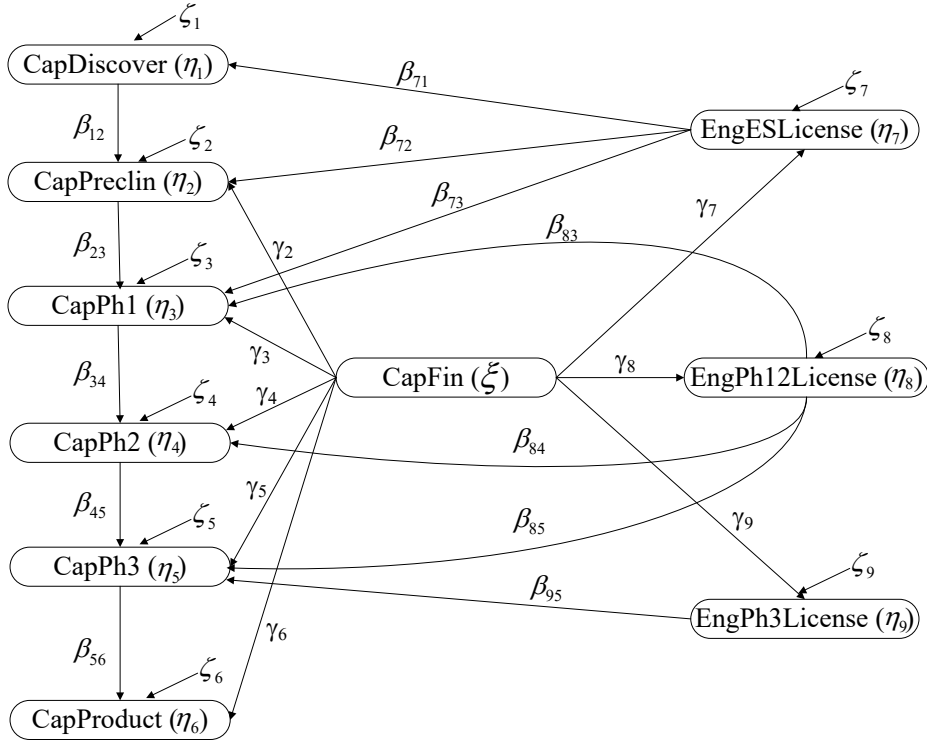 ζ₁
CapDiscover (η₁)
β₇₁
ζ₇
EngESLicense (η₇)
β₁₂
ζ₂
β₇₂
CapPreclin (η₂)
β₇₃
γ₇
β₂₃
ζ₃
γ₂
β₈₃
CapPh1 (η₃)
ζ₈
γ₃
γ₈
β₃₄
CapFin (ξ)
EngPh12License (η₈)
ζ₄
γ₄
CapPh2 (η₄)
β₈₄
γ₅
β₄₅
ζ₅
β₈₅
γ₉
CapPh3 (η₅)
ζ₉
β₉₅
EngPh3License (η₉)
γ₆
β₅₆
ζ₆
CapProduct (η₆)